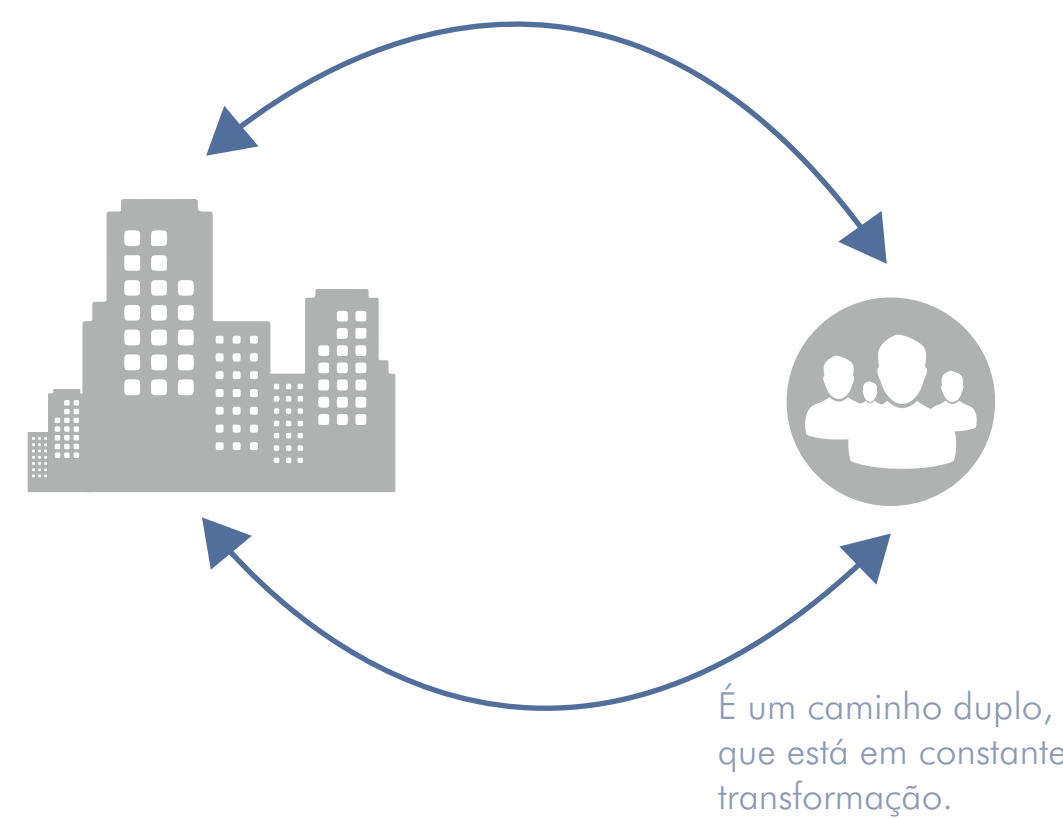 É um caminho duplo,
que está em constante
transformação.